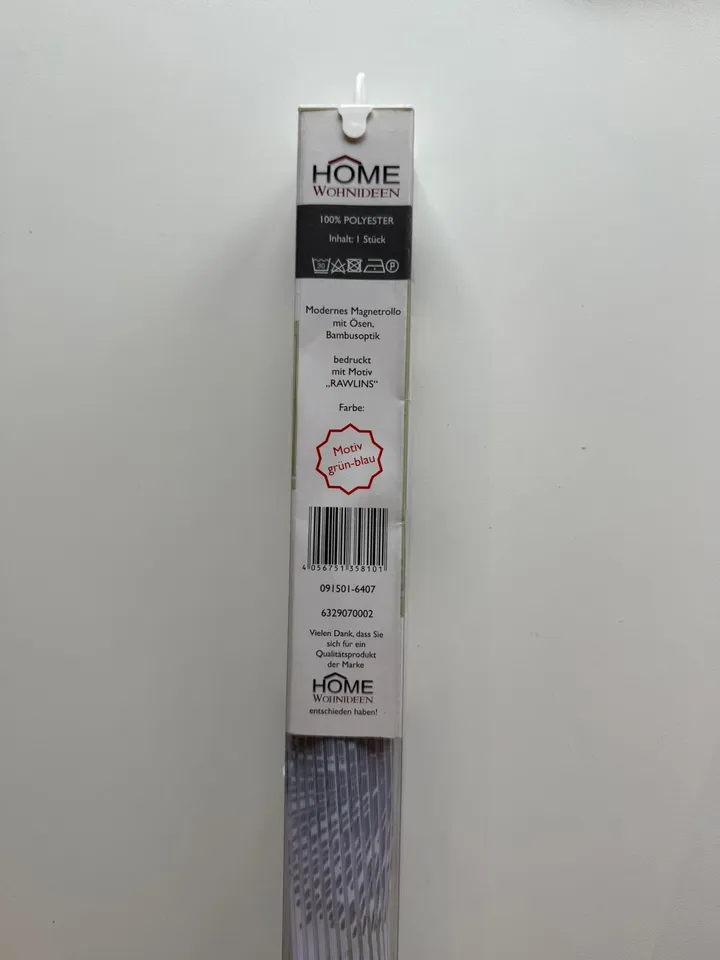 HOME
WOHNIDEEN
100% POLYESTER
Inhalt: 1 Stück
30
P
Modernes Magnetrollo
mit Ösen,
Bambusoptik
bedruckt
mit Motiv
„RAWLINS“
Farbe:
Motiv
grün-blau
4 056751 358101
091501-6407
6329070002
Vielen Dank, dass Sie
sich für ein
Qualitätsprodukt
der Marke
HOME
WOHNIDEEN
entschieden haben!